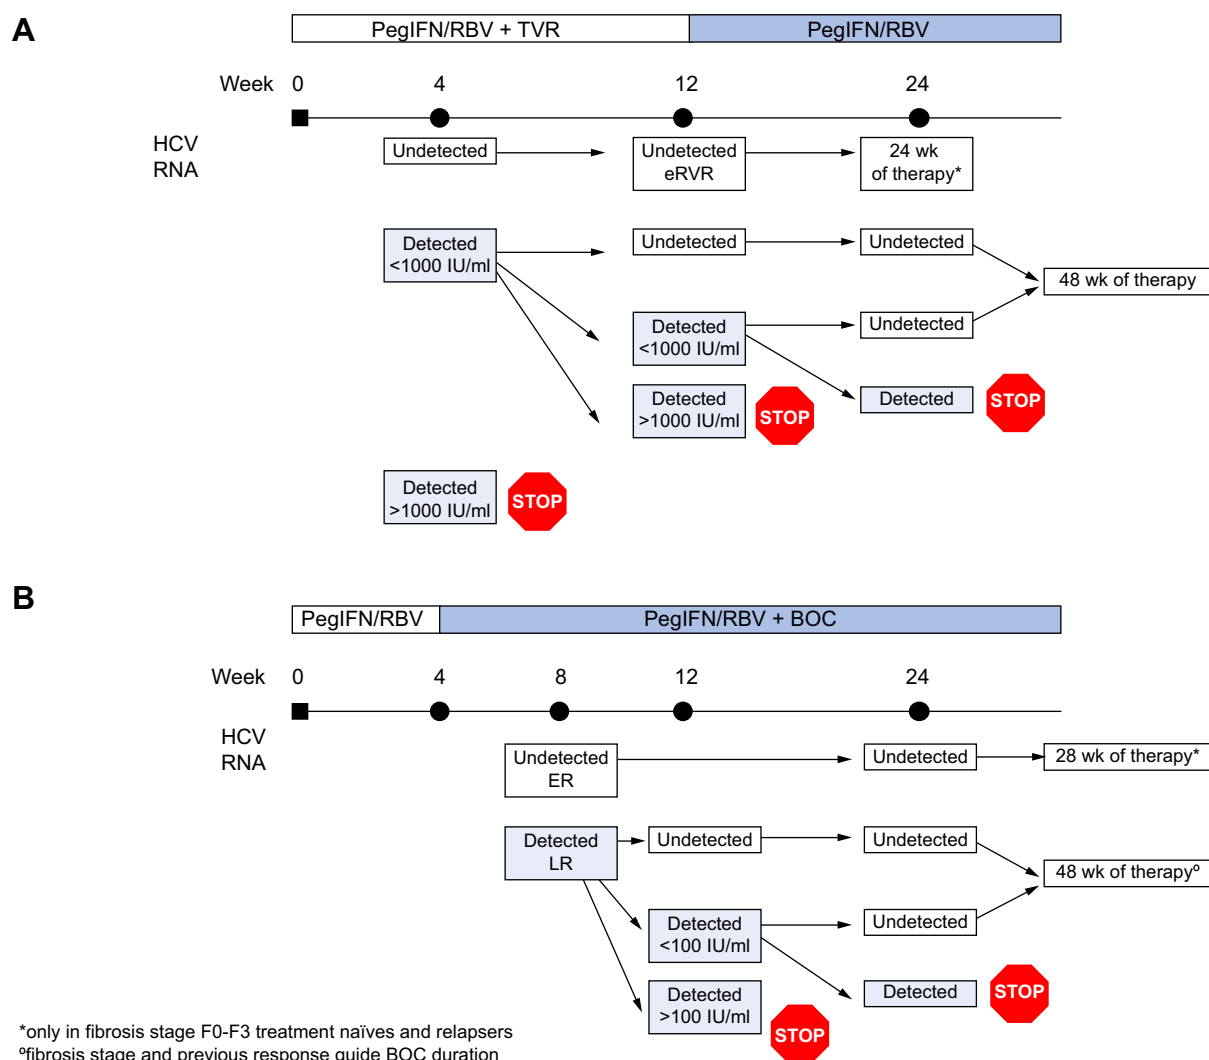 A
PegIFN/RBV + TVR
PegIFN/RBV
Week 0 4 12 24
HCV
RNA
Undetected
Undetected
eRVR
24 wk
of therapy*
Detected
<1000 IU/ml
Undetected
Undetected
48 wk of therapy
Detected
<1000 IU/ml
Undetected
Detected
>1000 IU/ml
STOP
Detected
STOP
Detected
>1000 IU/ml
STOP
B
PegIFN/RBV
PegIFN/RBV + BOC
Week 0 4 8 12 24
HCV
RNA
Undetected
ER
Undetected
28 wk of therapy*
Detected
LR
Undetected
Undetected
48 wk of therapyº
Detected
<100 IU/ml
Undetected
Detected
>100 IU/ml
STOP
Detected
STOP
*only in fibrosis stage F0-F3 treatment naïves and relapsers
ºfibrosis stage and previous response guide BOC duration